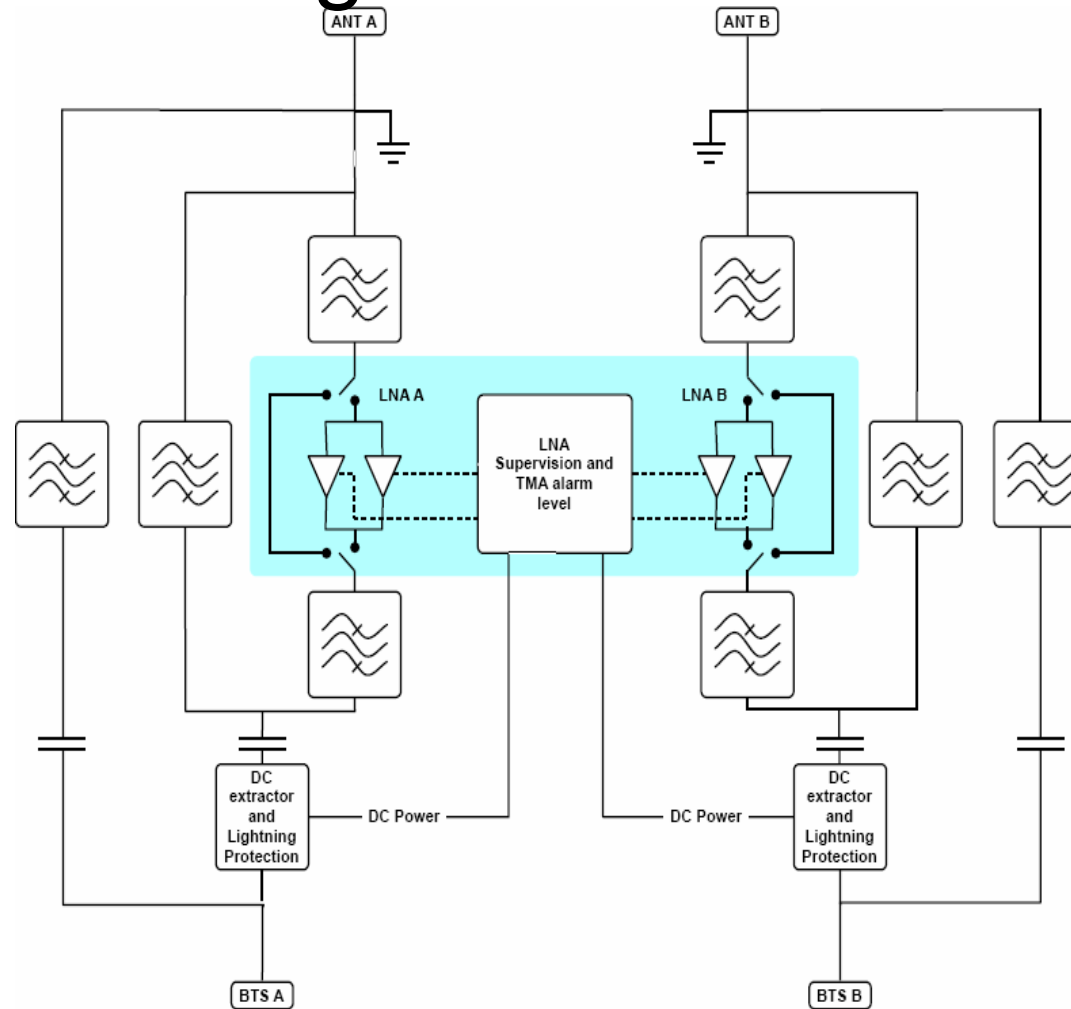 g
ANT A
ANT B
LNA A
LNA B
LNA
Supervision and
TMA alarm
level
DC
extractor
and
Lightning
Protection
DC Power
DC Power
DC
extractor
and
Lightning
Protection
BTS A
BTS B